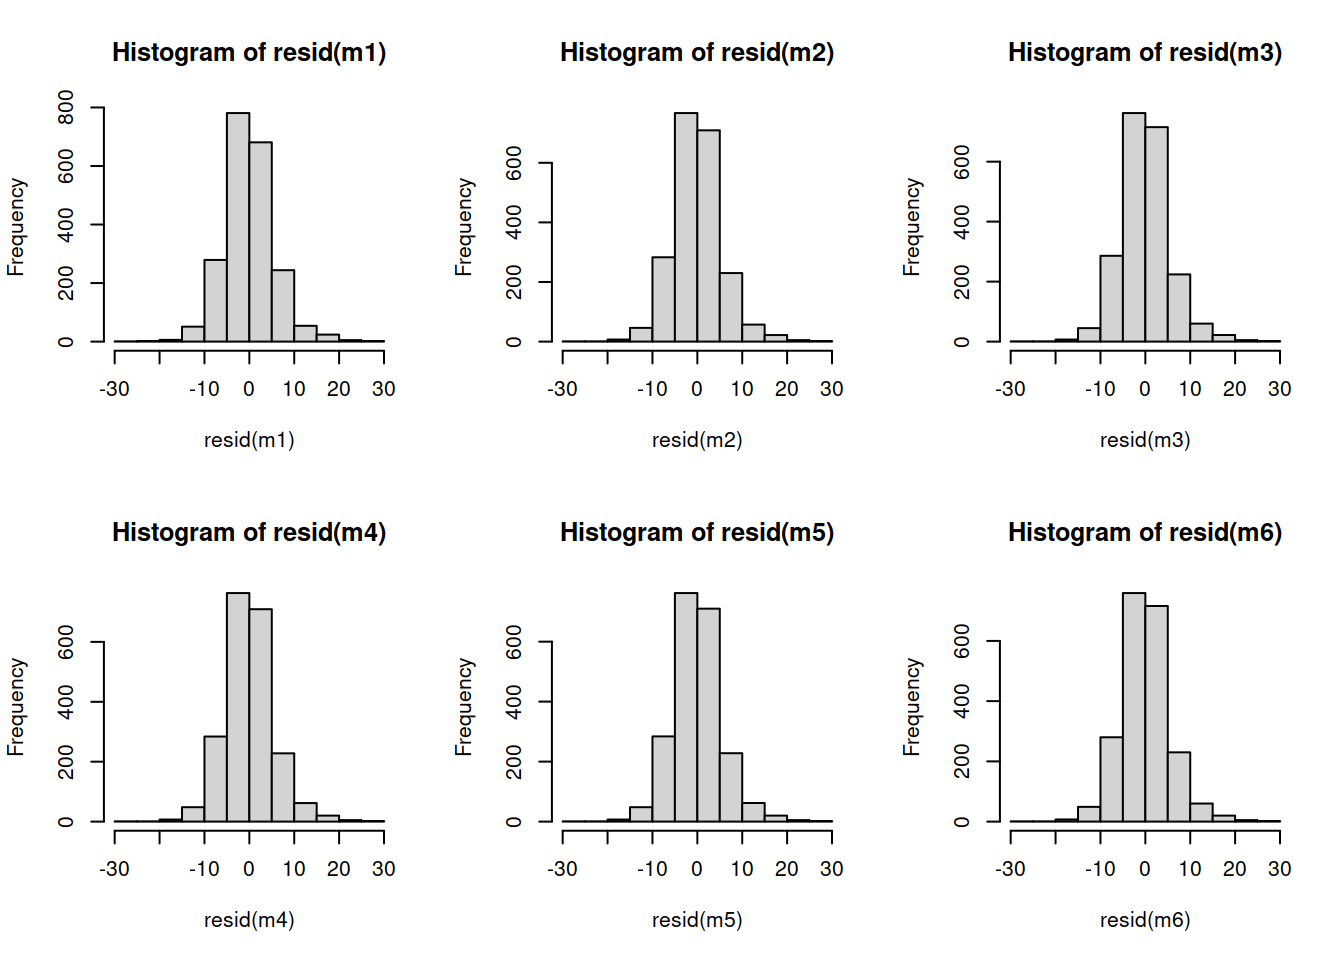 Histogram of resid(m1)
Frequency
0 200 400 600 800
-30 -10 0 10 20 30
resid(m1)
Histogram of resid(m2)
Frequency
0 200 400 600
-30 -10 0 10 20 30
resid(m2)
Histogram of resid(m3)
Frequency
0 200 400 600
-30 -10 0 10 20 30
resid(m3)
Histogram of resid(m4)
Frequency
0 200 400 600
-30 -10 0 10 20 30
resid(m4)
Histogram of resid(m5)
Frequency
0 200 400 600
-30 -10 0 10 20 30
resid(m5)
Histogram of resid(m6)
Frequency
0 200 400 600
-30 -10 0 10 20 30
resid(m6)